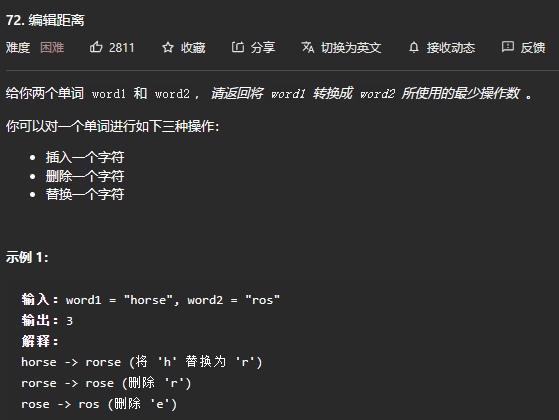 72. 编辑距离
难度 困难 2811 收藏 分享 切换为英文 接收动态 反馈
给你两个单词 word1 和 word2 ， 请返回将 word1 转换成 word2 所使用的最少操作数 。
你可以对一个单词进行如下三种操作：
• 插入一个字符
• 删除一个字符
• 替换一个字符
示例 1：
输入：word1 = "horse", word2 = "ros"
输出：3
解释：
horse -> rorse (将 'h' 替换为 'r')
rorse -> rose (删除 'r')
rose -> ros (删除 'e')